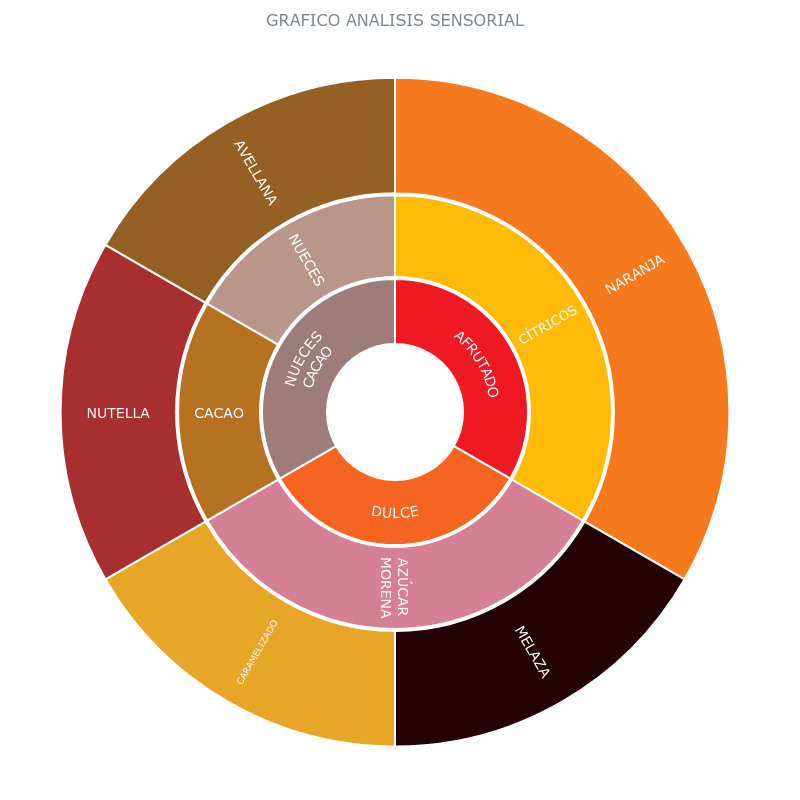 GRAFICO ANALISIS SENSORIAL
AVELLANA
NARANJA
NUECES
CÍTRICOS
NUECES
CACAO
AFRUTADO
NUTELLA
CACAO
DULCE
AZÚCAR
MORENA
CARAMELIZADO
MELAZA